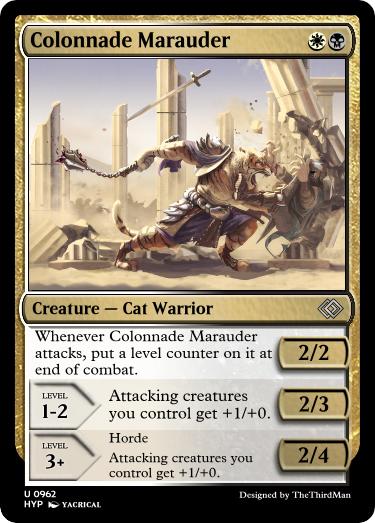 Colonnade Marauder
Creature — Cat Warrior
Whenever Colonnade Marauder
attacks, put a level counter on it at
end of combat.
2/2
LEVEL
1-2
Attacking creatures
you control get +1/+0.
2/3
LEVEL
3+
Horde
Attacking creatures you
control get +1/+0.
2/4
U 0962
HYP YACRICAL
Designed by TheThirdMan